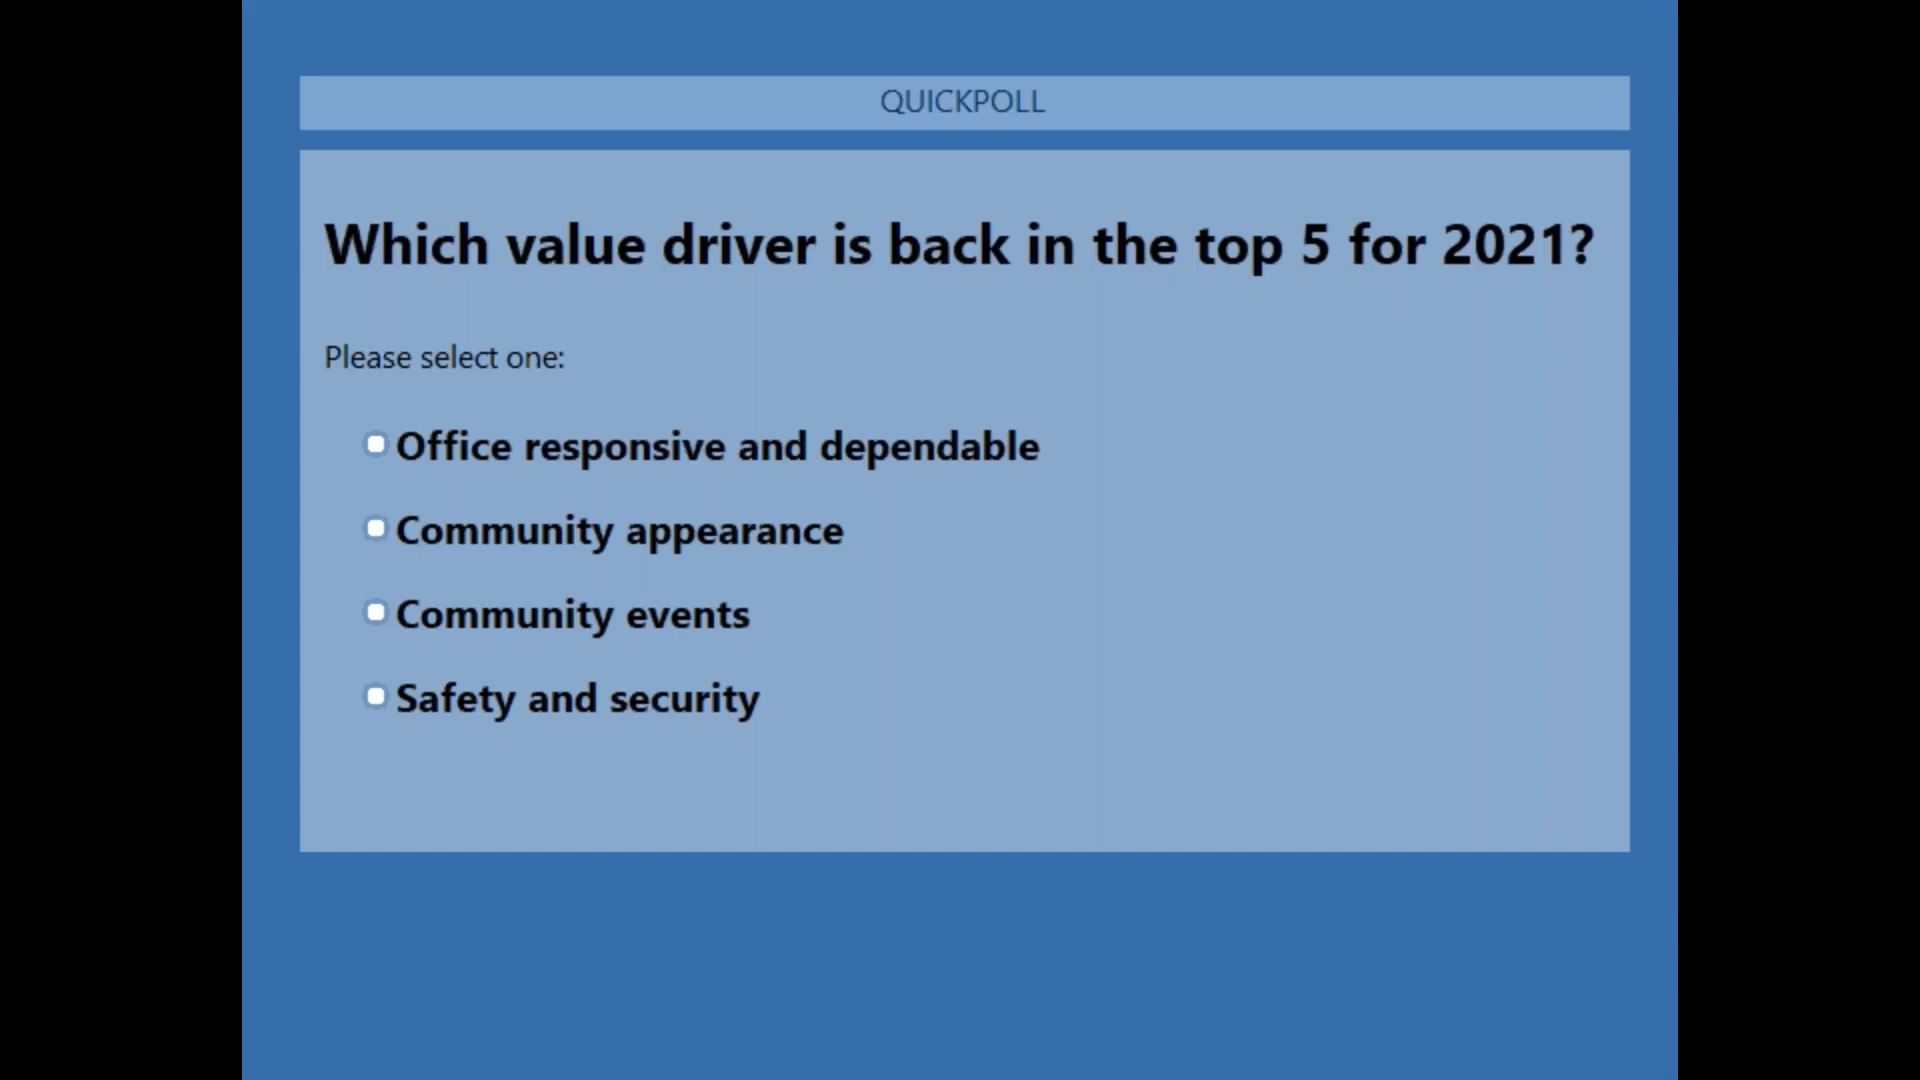 QUICKPOLL
Which value driver is back in the top 5 for 2021?
Please select one:
Office responsive and dependable
Community appearance
Community events
Safety and security